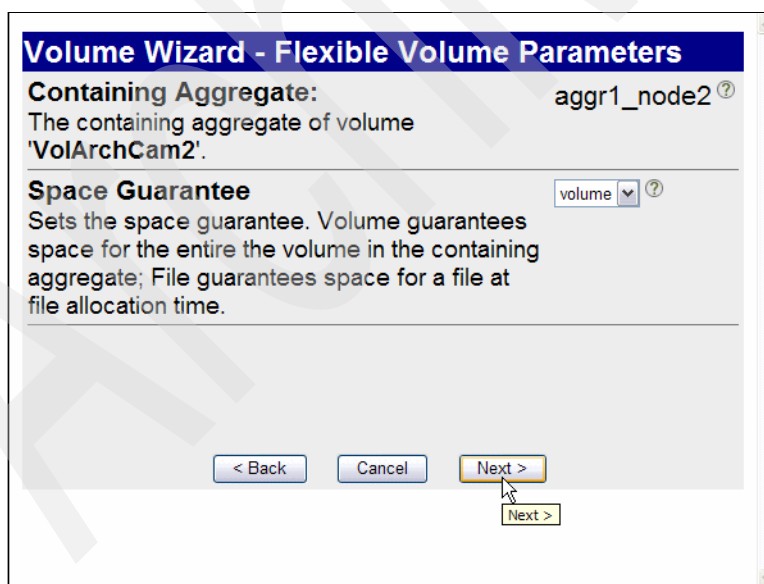 Volume Wizard - Flexible Volume Parameters
Containing Aggregate:
aggr1_node2 ?
The containing aggregate of volume
'VolArchCam2'.
Space Guarantee
volume ?
Sets the space guarantee. Volume guarantees
space for the entire the volume in the containing
aggregate; File guarantees space for a file at
file allocation time.
< Back Cancel Next >
Next >